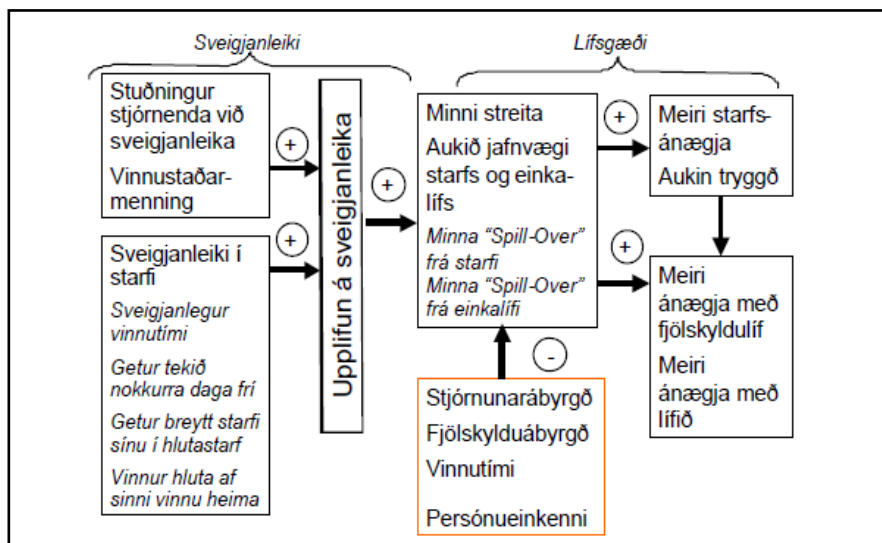 Sveigjanleiki
Lífsgæði
Stuðningur
stjórnenda við
sveigjanleika
Vinnustaðar-
menning
+
Sveigjanleiki í
starfi
Sveigjanlegur
vinnutími
Getur tekið
nokkurra daga frí
Getur breytt starfi
sínu í hlutastarf
Vinnur hluta af
sinni vinnu heima
+
Upplifun á sveigjanleika
+
Minni streita
Aukið jafnvægi
starfs og einka-
lífs
Minna “Spill-Over”
frá starfi
Minna “Spill-Over”
frá einkalífi
-
Stjórnunarábyrgð
Fjölskylduábyrgð
Vinnutími
Persónueinkenni
+
Meiri starfs-
ánægja
Aukin tryggð
+
Meiri
ánægja með
fjölskyldulíf
Meiri
ánægja með
lífið